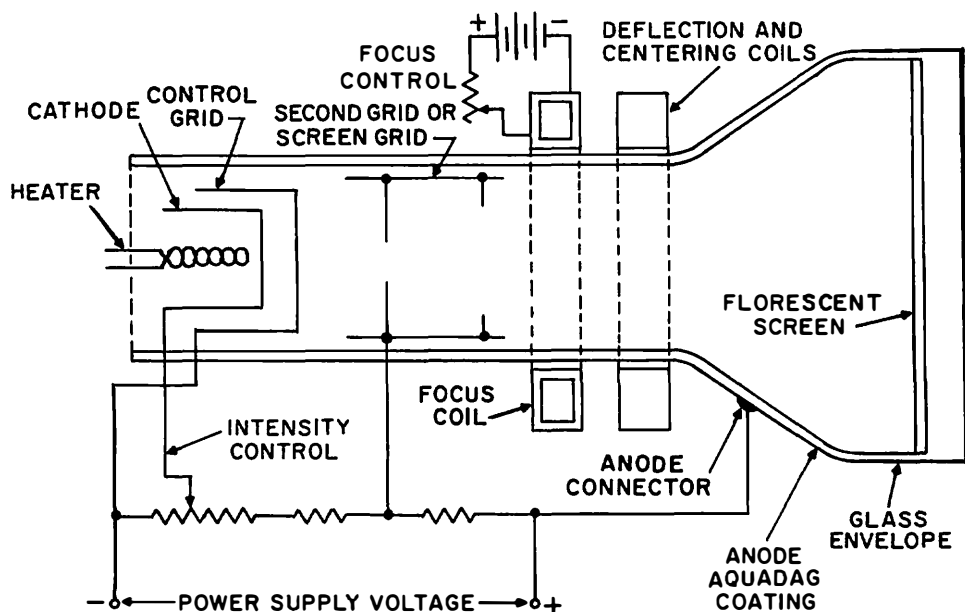 DEFLECTION AND
CENTERING COILS
+ -
FOCUS
CONTROL
CONTROL
GRID
CATHODE
SECOND GRID OR
SCREEN GRID
HEATER
FLORESCENT
SCREEN
FOCUS
COIL
INTENSITY
CONTROL
ANODE
CONNECTOR
GLASS
ENVELOPE
ANODE
AQUADAG
COATING
- POWER SUPPLY VOLTAGE +